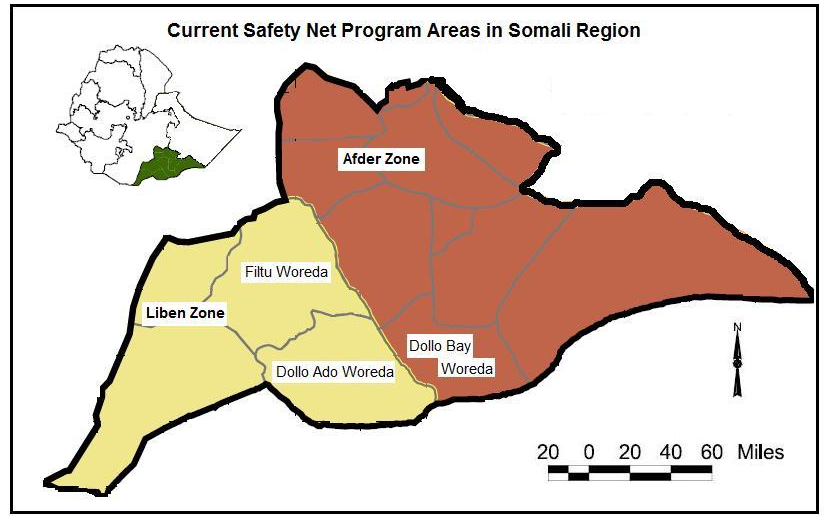 Current Safety Net Program Areas in Somali Region
Afder Zone
Filtu Woreda
Liben Zone
Dollo Bay
Woreda
Dollo Ado Woreda
N
20 0 20 40 60 Miles